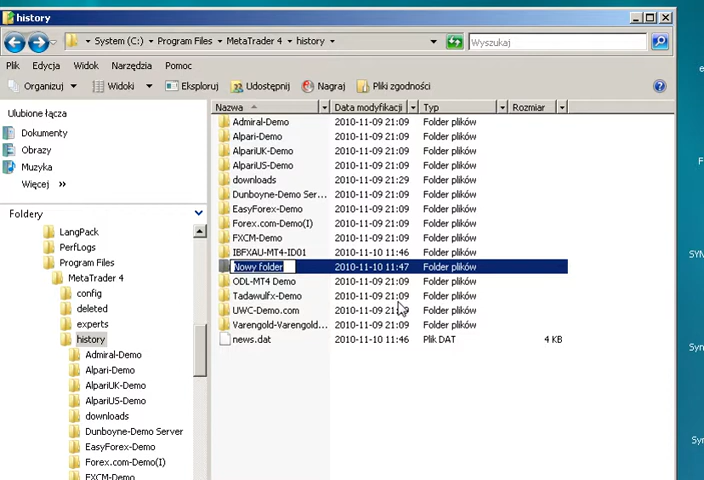 history
System (C:) Program Files MetaTrader 4 history Wyszukaj
Plik Edycja Widok Narzędzia Pomoc
Organizuj Widoki Eksploruj Udostępnij Nagraj Pliki zgodności
Ulubione łącza
Dokumenty
Obrazy
Muzyka
Więcej »
Foldery
LangPack
PerfLogs
Program Files
MetaTrader 4
config
deleted
experts
history
Admiral-Demo
Alpari-Demo
AlpariUK-Demo
AlpariUS-Demo
downloads
Dunboyne-Demo Server
EasyForex-Demo
Forex.com-Demo(I)
FXCM-Demo
Nazwa Data modyfikacji Typ Rozmiar
Admiral-Demo 2010-11-09 21:09 Folder plików
Alpari-Demo 2010-11-09 21:09 Folder plików
AlpariUK-Demo 2010-11-09 21:09 Folder plików
AlpariUS-Demo 2010-11-09 21:09 Folder plików
downloads 2010-11-09 21:29 Folder plików
Dunboyne-Demo Ser... 2010-11-09 21:09 Folder plików
EasyForex-Demo 2010-11-09 21:09 Folder plików
Forex.com-Demo(I) 2010-11-09 21:09 Folder plików
FXCM-Demo 2010-11-09 21:09 Folder plików
IBFXAU-MT4-ID01 2010-11-10 11:46 Folder plików
Nowy folder 2010-11-10 11:47 Folder plików
ODL-MT4 Demo 2010-11-09 21:09 Folder plików
Tadawulfx-Demo 2010-11-09 21:09 Folder plików
UWC-Demo.com 2010-11-09 21:09 Folder plików
Varengold-Varengold... 2010-11-09 21:09 Folder plików
news.dat 2010-11-10 11:46 Plik DAT 4 KB